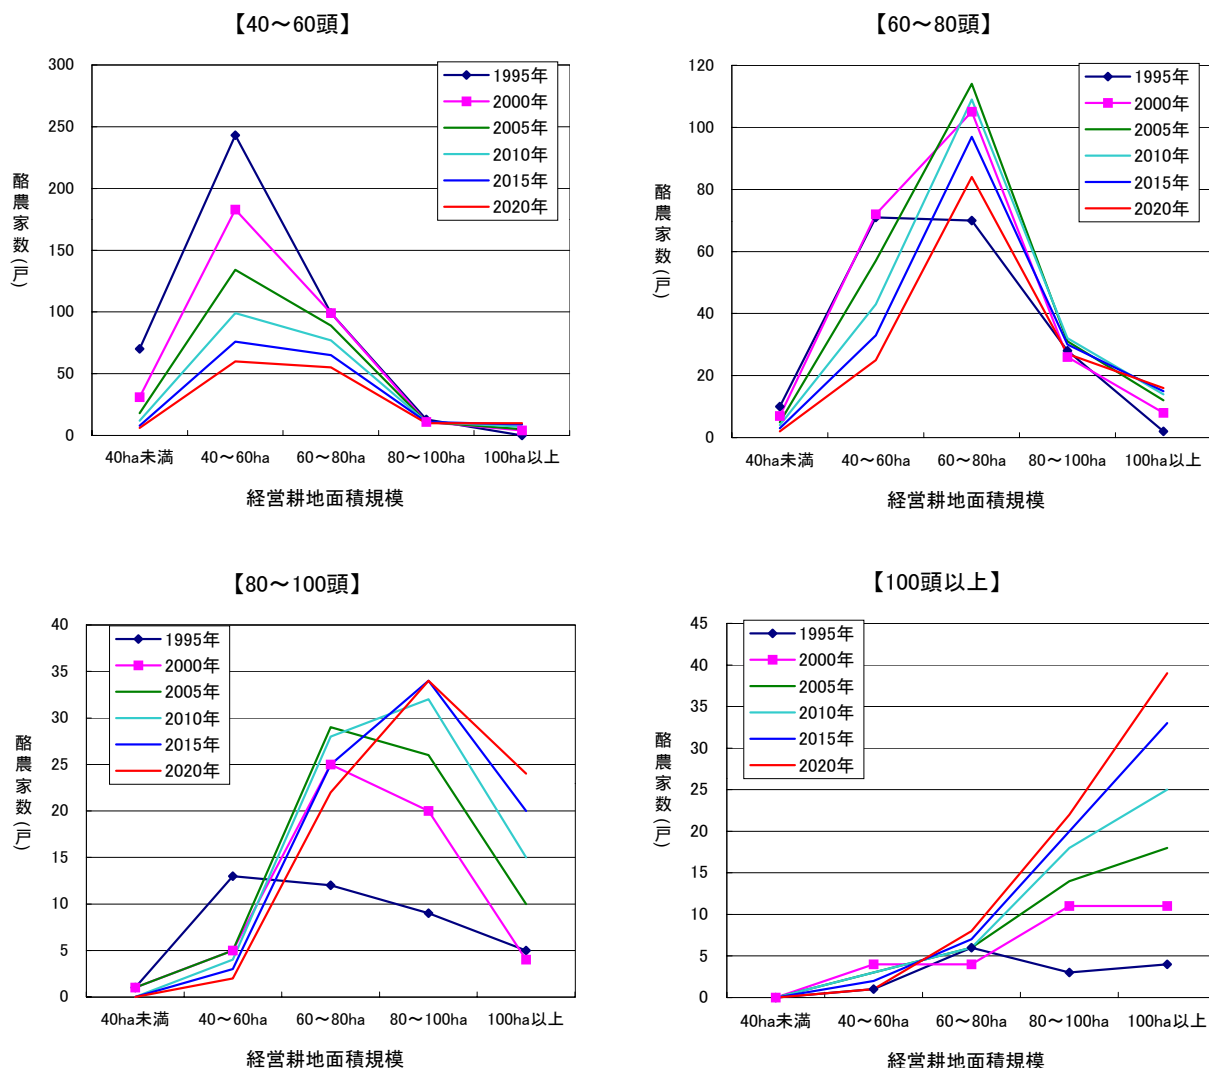 【40～60頭】
300
250
200
150
100
50
0
酪農家数(戸)
1995年
2000年
2005年
2010年
2015年
2020年
40ha未満
40～60ha
60～80ha
80～100ha
100ha以上
経営耕地面積規模
【60～80頭】
120
100
80
60
40
20
0
酪農家数(戸)
1995年
2000年
2005年
2010年
2015年
2020年
40ha未満
40～60ha
60～80ha
80～100ha
100ha以上
経営耕地面積規模
【80～100頭】
40
35
30
25
20
15
10
5
0
酪農家数(戸)
1995年
2000年
2005年
2010年
2015年
2020年
40ha未満
40～60ha
60～80ha
80～100ha
100ha以上
経営耕地面積規模
【100頭以上】
45
40
35
30
25
20
15
10
5
0
酪農家数(戸)
1995年
2000年
2005年
2010年
2015年
2020年
40ha未満
40～60ha
60～80ha
80～100ha
100ha以上
経営耕地面積規模